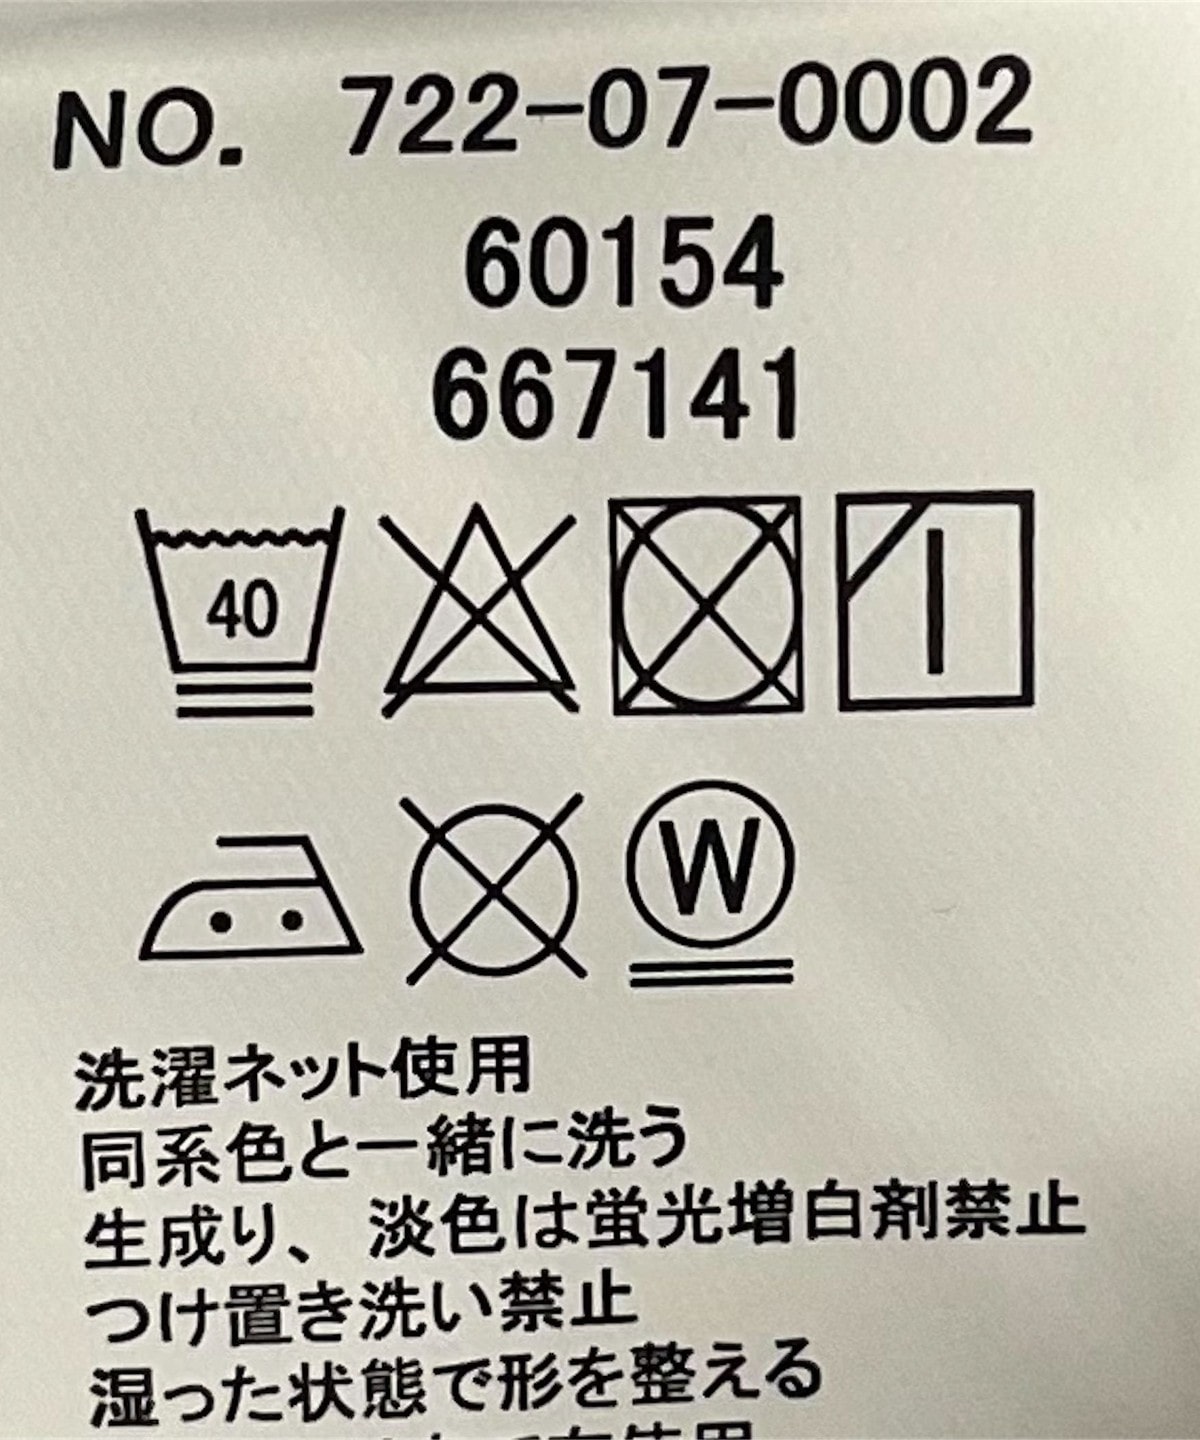 NO. 722-07-0002
60154
667141
40
W
洗濯ネット使用
同系色と一緒に洗う
生成り、淡色は蛍光増白剤禁止
つけ置き洗い禁止
湿った状態で形を整える